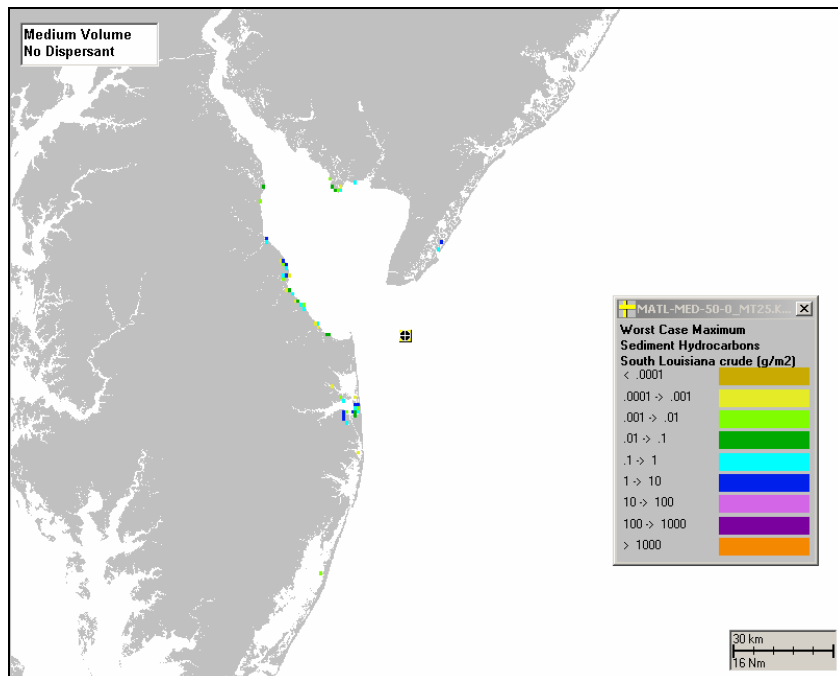 Medium Volume
No Dispersant
MATL-MED-50-0_MT25.K...
Worst Case Maximum
Sediment Hydrocarbons
South Louisiana crude (g/m2)
< .0001
.0001 -> .001
.001 -> .01
.01 -> .1
.1 -> 1
1 -> 10
10 -> 100
100 -> 1000
> 1000
30 km
16 Nm